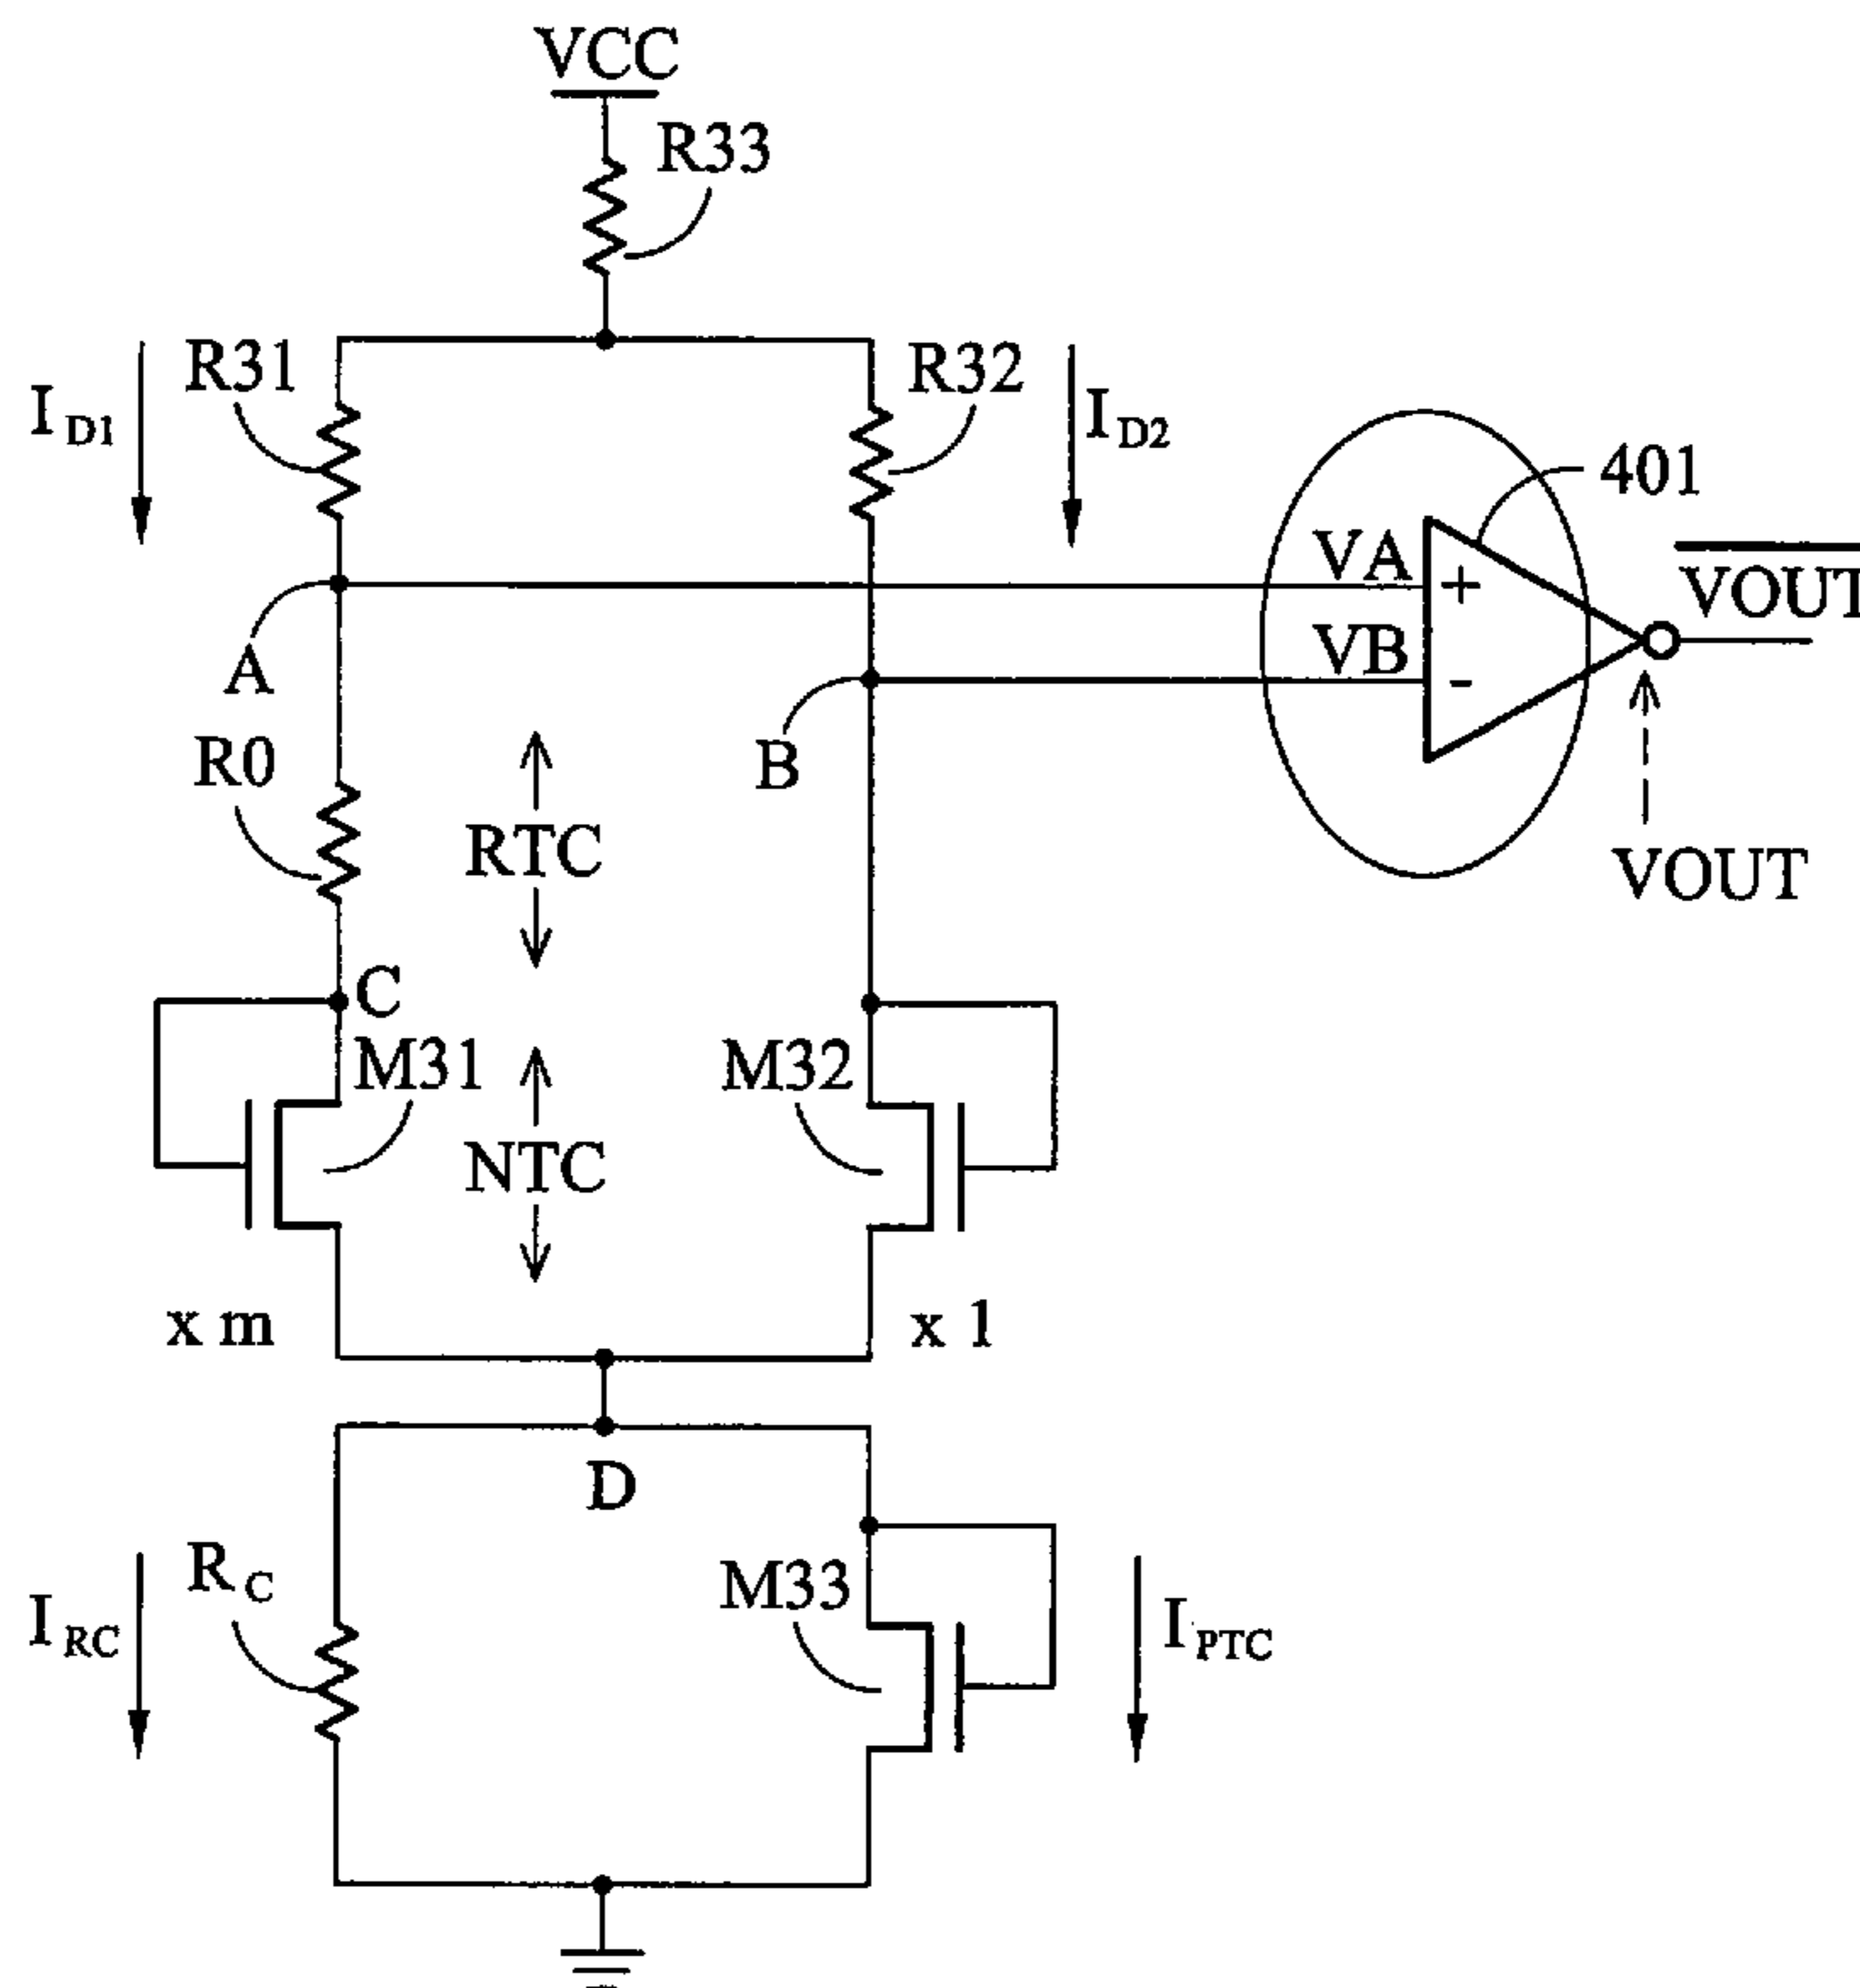 VCC
R33
R31
R32
I D1
I D2
401
VA
+
VOUT
VB
-
A
B
R0
RTC
VOUT
C
M31
M32
NTC
x m
x 1
D
R C
M33
I RC
I PTC